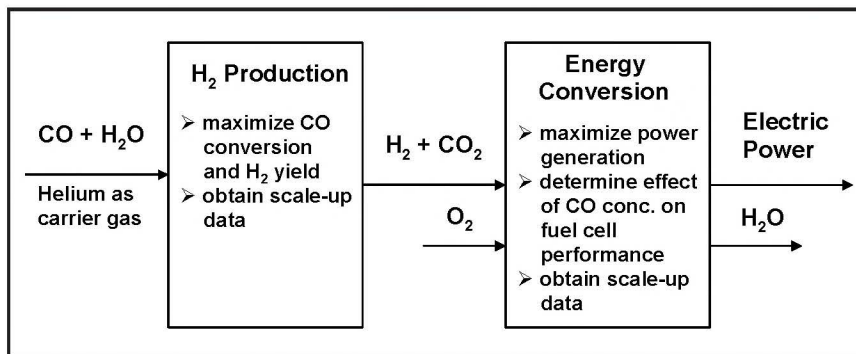 CO + H₂O
Helium as
carrier gas
H₂ Production
➢ maximize CO
conversion
and H₂ yield
➢ obtain scale-up
data
H₂ + CO₂
O₂
Energy
Conversion
➢ maximize power
generation
➢ determine effect
of CO conc. on
fuel cell
performance
➢ obtain scale-up
data
Electric
Power
H₂O